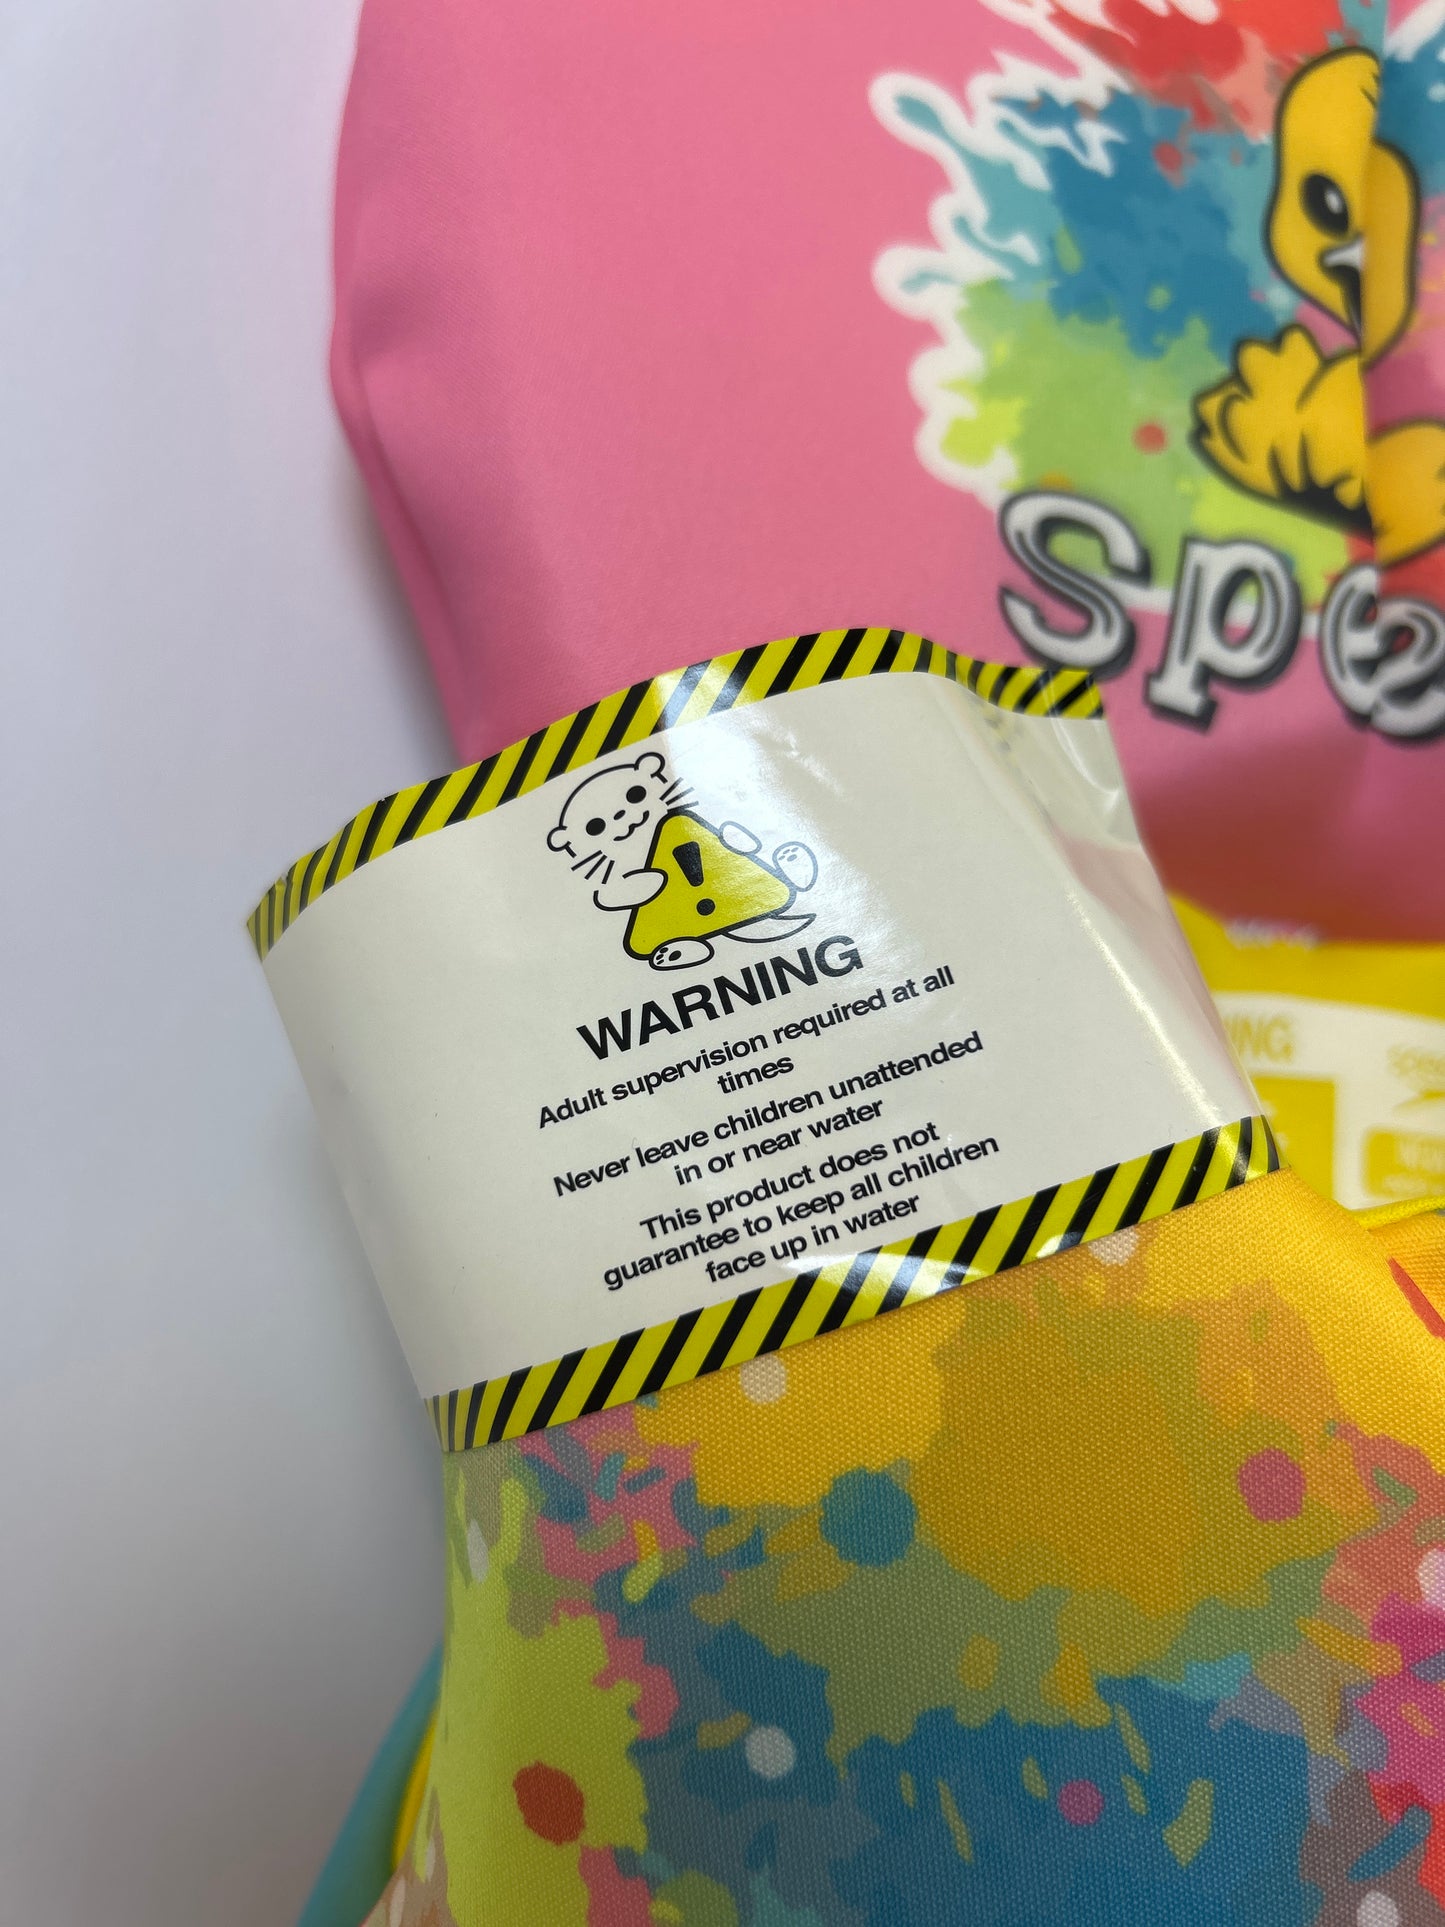 Spe
WARNING
Adult supervision required at all
times
Never leave children unattended
in or near water
This product does not
guarantee to keep all children
face up in water